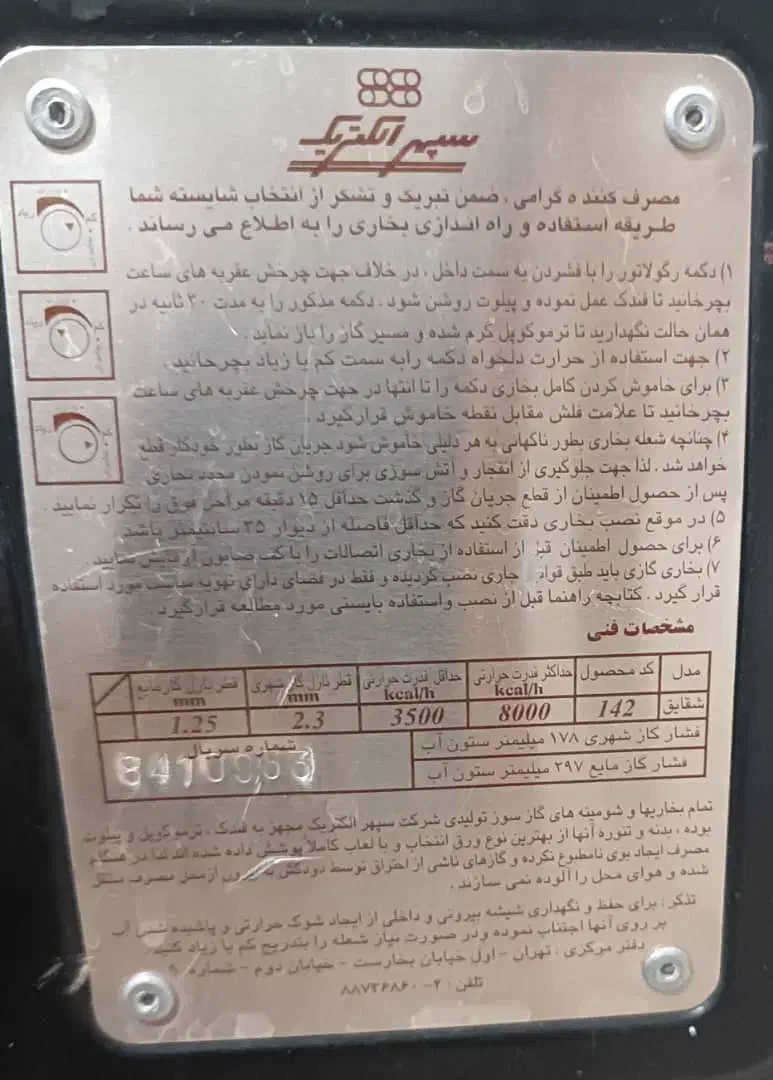 سپهر الکتریک
مصرف کننده گرامی ، ضمن تبریک و تشکر از انتخاب شایسته شما
طریقه استفاده و راه اندازی بخاری را به اطلاع می رساند .
۱) دکمه رگولاتور را با فشردن به سمت داخل ، در خلاف جهت چرخش عقربه های ساعت
بچرخانید تا فندک عمل نموده و پیلوت روشن شود . دکمه مذکور را به مدت ۳۰ ثانیه در
همان حالت نگهدارید تا ترموکوپل گرم شده و مسیر گاز را باز نماید .
۲) جهت استفاده از حرارت دلخواه دکمه رابه سمت کم یا زیاد بچرخانید .
۳) برای خاموش کردن کامل بخاری دکمه را تا انتها در جهت چرخش عقربه های ساعت
بچرخانید تا علامت فلش مقابل نقطه خاموش قرارگیرد .
۴) چنانچه شعله بخاری بطور ناگهانی به هر دلیلی خاموش شود جریان گاز بطور خودکار قطع
خواهد شد . لذا جهت جلوگیری از انفجار و آتش سوزی برای روشن نمودن مجدد بخاری
پس از حصول اطمینان از قطع جریان گاز و گذشت حداقل ۱۵ دقیقه مراحل فوق را تکرار نمایید
۵) در موقع نصب بخاری دقت کنید که حداقل فاصله از دیوار ۳۵ سانتیمتر باشد
۶) برای حصول اطمینان قبل از استفاده از بخاری اتصالات را با کف صابون آزمایش نمایید .
۷) بخاری گازی باید طبق جاری نصب گردیده و فقط در فضای دارای تهویه مناسب مورد استفاده
قرار گیرد . کتابچه راهنما قبل از نصب واستفاده بایستی مورد مطالعه قرارگیرد
زیاد کم
زیاد کم
زیاد کم
مشخصات فنی
مدل کد محصول حداکثر قدرت حرارتی kcal/h حداقل قدرت حرارتی kcal/h قطر نازل گاز شهری mm قطر نازل گاز مایع mm
شقایق 142 8000 3500 2.3 1.25
فشار گاز شهری ۱۷۸ میلیمتر ستون آب
فشار گاز مایع ۲۹۷ میلیمتر ستون آب
شماره سریال
تمام بخاریها و شومینه های گاز سوز تولیدی شرکت سپهر الکتریک مجهز به فندک ، ترموکوپل و پیلوت
بوده ، بدنه و تنوره آنها از بهترین نوع ورق انتخاب و با لعاب کاملا پوشش داده شده اند لذا در هنگام
مصرف ایجاد بوی نامطبوع نکرده و گازهای ناشی از احتراق توسط دودکش به بیرون ازمحل مصرف منتقل
شده و هوای محل را آلوده نمی سازند .
تذکر : برای حفظ و نگهداری شیشه بیرونی و داخلی از ایجاد شوک حرارتی و پاشیده شدن آب
بر روی آنها اجتناب نموده ودر صورت نیاز شعله را بتدریج کم یا زیاد کنید .
دفتر مرکزی : تهران - اول خیابان بخارست - خیابان دوم - شماره
تلفن : ۴-۸۸۷۳۶۸۶۰